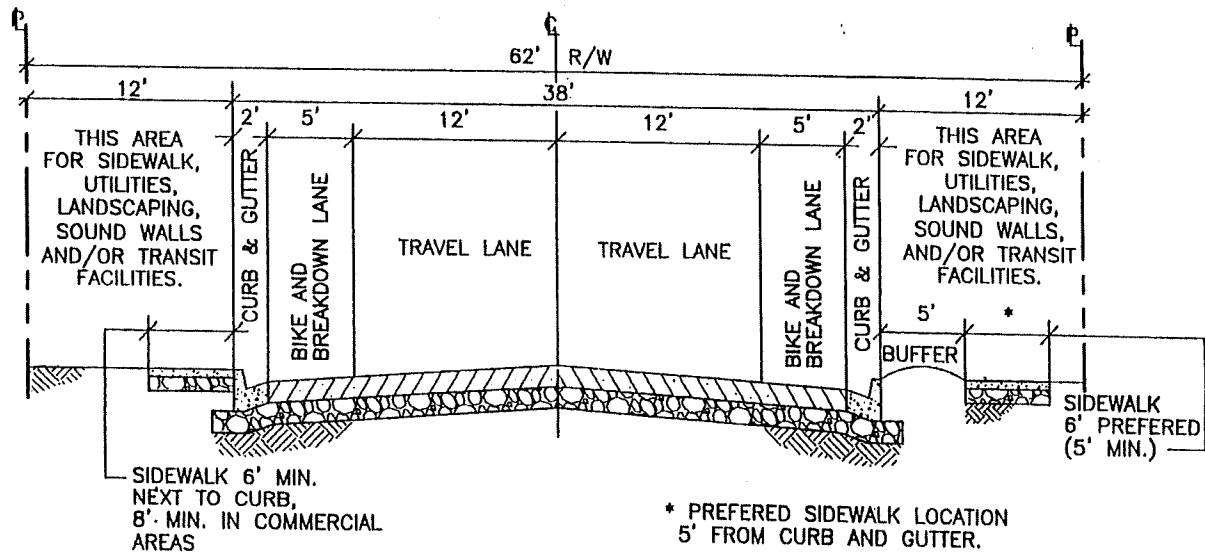 PL
CL
PL
62' R/W
12'
38'
12'
2'
5'
12'
12'
5'
2'
THIS AREA
FOR SIDEWALK,
UTILITIES,
LANDSCAPING,
SOUND WALLS
AND/OR TRANSIT
FACILITIES.
CURB & GUTTER
BIKE AND
BREAKDOWN LANE
TRAVEL LANE
TRAVEL LANE
BIKE AND
BREAKDOWN LANE
CURB & GUTTER
THIS AREA
FOR SIDEWALK,
UTILITIES,
LANDSCAPING,
SOUND WALLS,
AND/OR TRANSIT
FACILITIES.
5'
*
BUFFER
SIDEWALK
6' PREFERED
(5' MIN.)
SIDEWALK 6' MIN.
NEXT TO CURB,
8' MIN. IN COMMERCIAL
AREAS
* PREFERED SIDEWALK LOCATION
5' FROM CURB AND GUTTER.